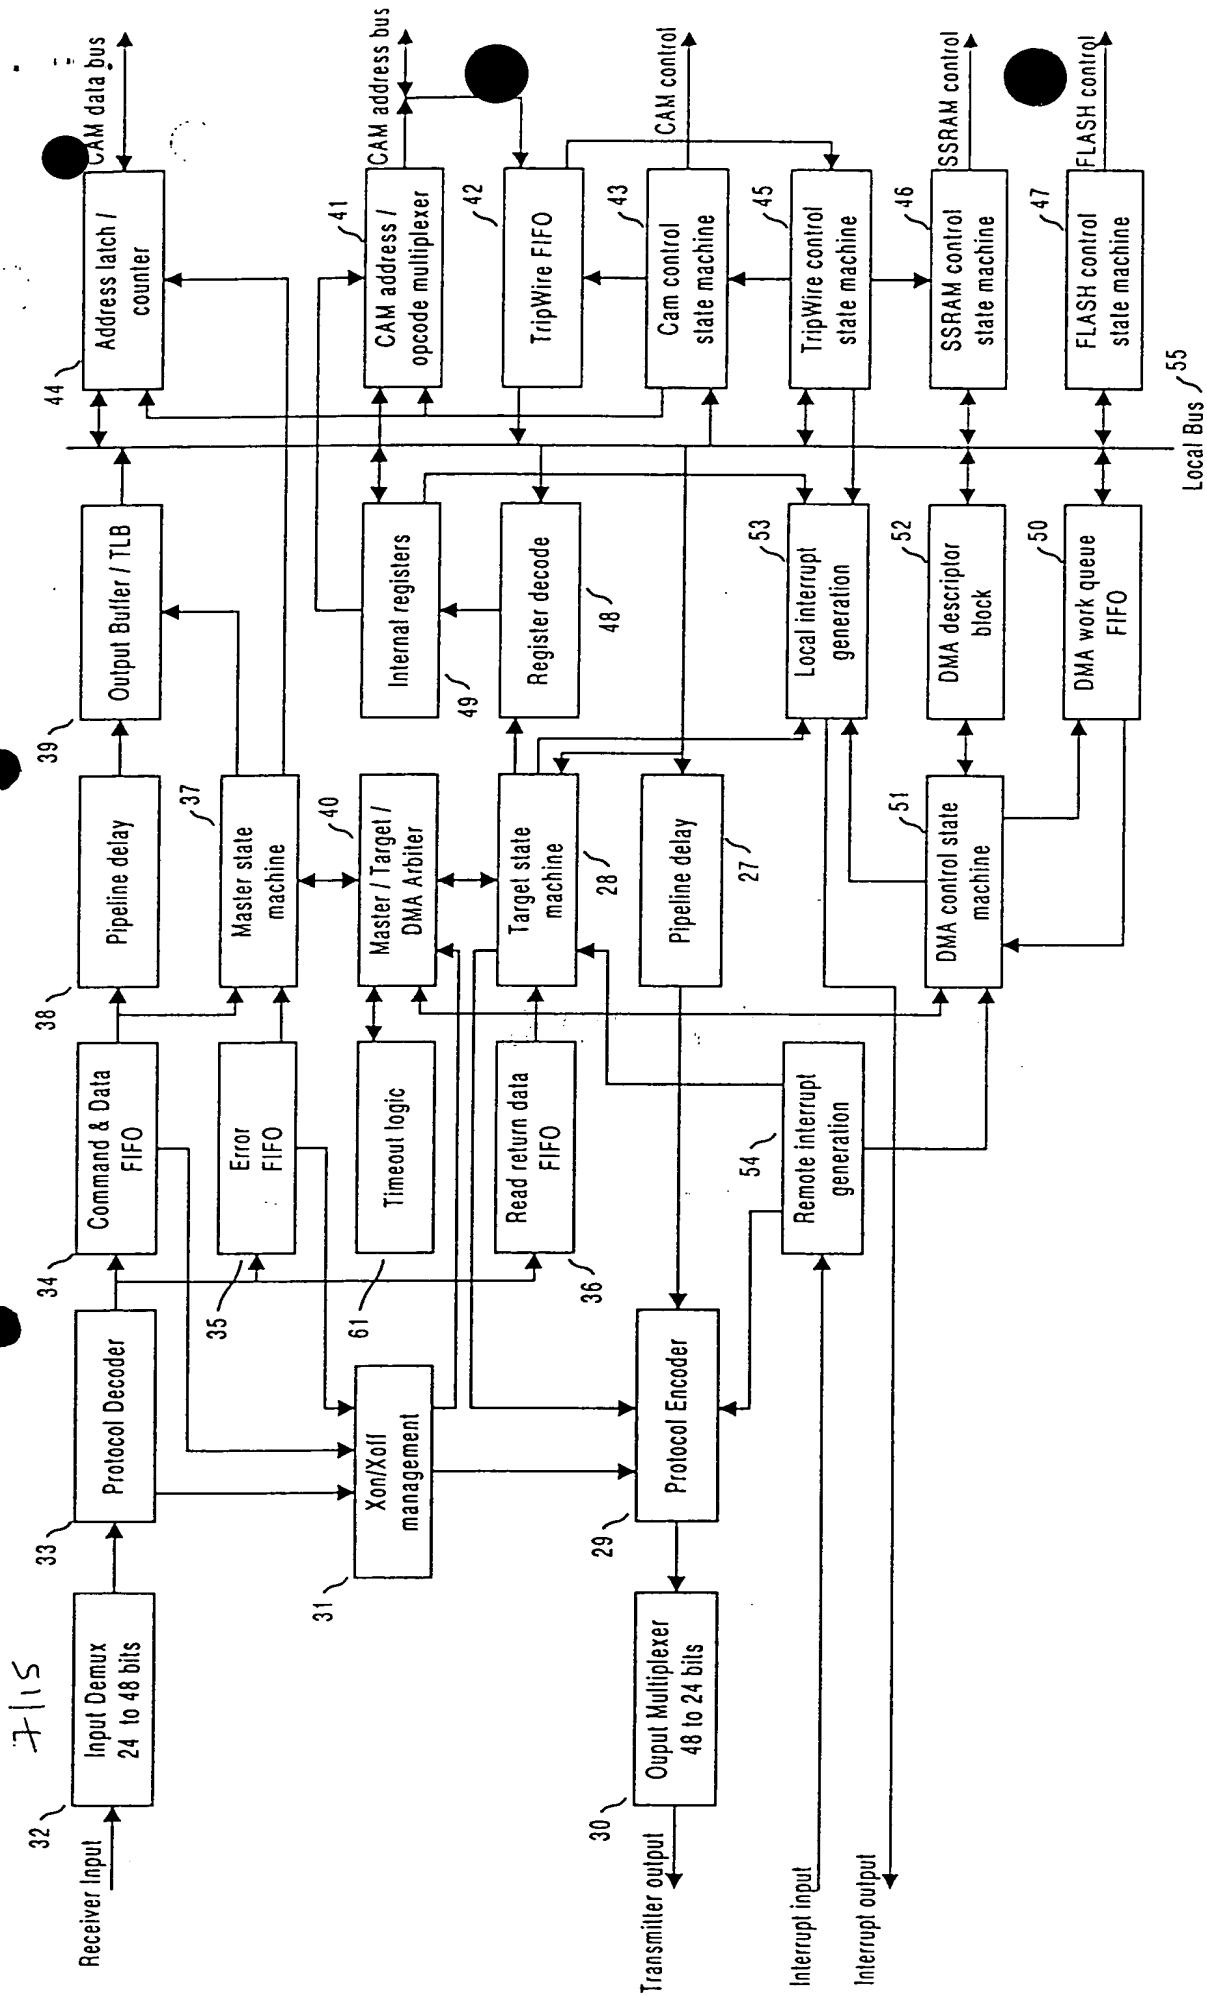 7/15
Receiver Input
32
Input Demux
24 to 48 bits
33
Protocol Decoder
34
Command & Data
FIFO
38
Pipeline delay
39
Output Buffer / TLB
44
Address latch /
counter
CAM data bus
35
Error
FIFO
37
Master state
machine
31
Xon/Xoff
management
61
Timeout logic
40
Master / Target /
DMA Arbiter
49
Internal registers
41
CAM address /
opcode multiplexer
CAM address bus
36
Read return data
FIFO
28
Target state
machine
48
Register decode
42
TripWire FIFO
Transmitter output
30
Ouput Multiplexer
48 to 24 bits
29
Protocol Encoder
27
Pipeline delay
43
Cam control
state machine
CAM control
Interrupt input
Interrupt output
54
Remote interrupt
generation
53
Local interrupt
generation
45
TripWire control
state machine
51
DMA control state
machine
52
DMA descriptor
block
46
SSRAM control
state machine
SSRAM control
50
DMA work queue
FIFO
47
FLASH control
state machine
FLASH control
Local Bus
55